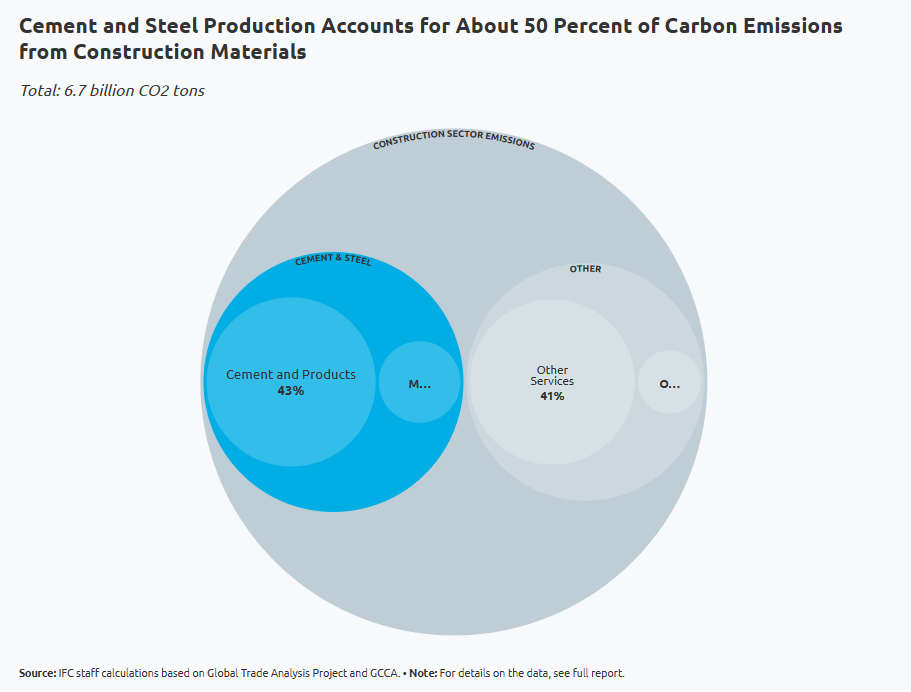 Cement and Steel Production Accounts for About 50 Percent of Carbon Emissions
from Construction Materials
Total: 6.7 billion CO2 tons
CONSTRUCTION SECTOR EMISSIONS
CEMENT & STEEL
OTHER
Cement and Products
43%
M...
Other
Services
41%
O...
Source: IFC staff calculations based on Global Trade Analysis Project and GCCA. • Note: For details on the data, see full report.